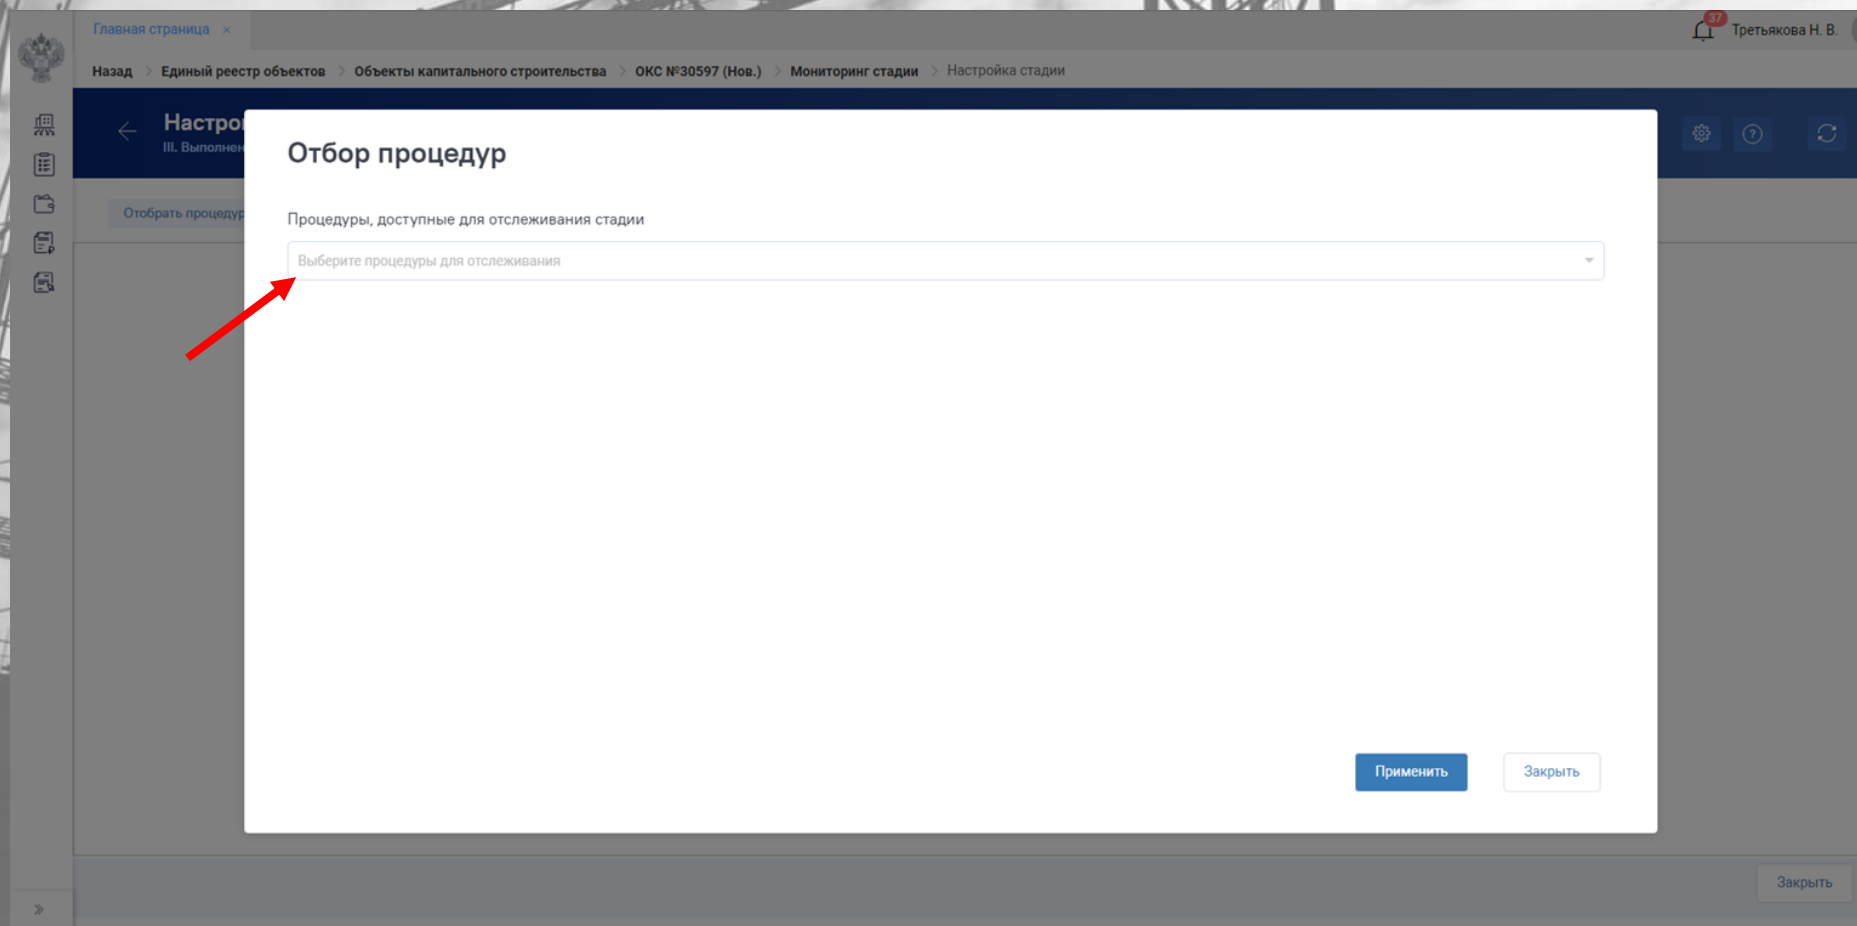 Главная страница ×
37
Третьякова Н. В.
Назад > Единый реестр объектов > Объекты капитального строительства > ОКС №30597 (Нов.) > Мониторинг стадии > Настройка стадии
Настро
III. Выполнен
Отобрать процедур
Отбор процедур
Процедуры, доступные для отслеживания стадии
Выберите процедуры для отслеживания
Применить
Закрыть
Закрыть